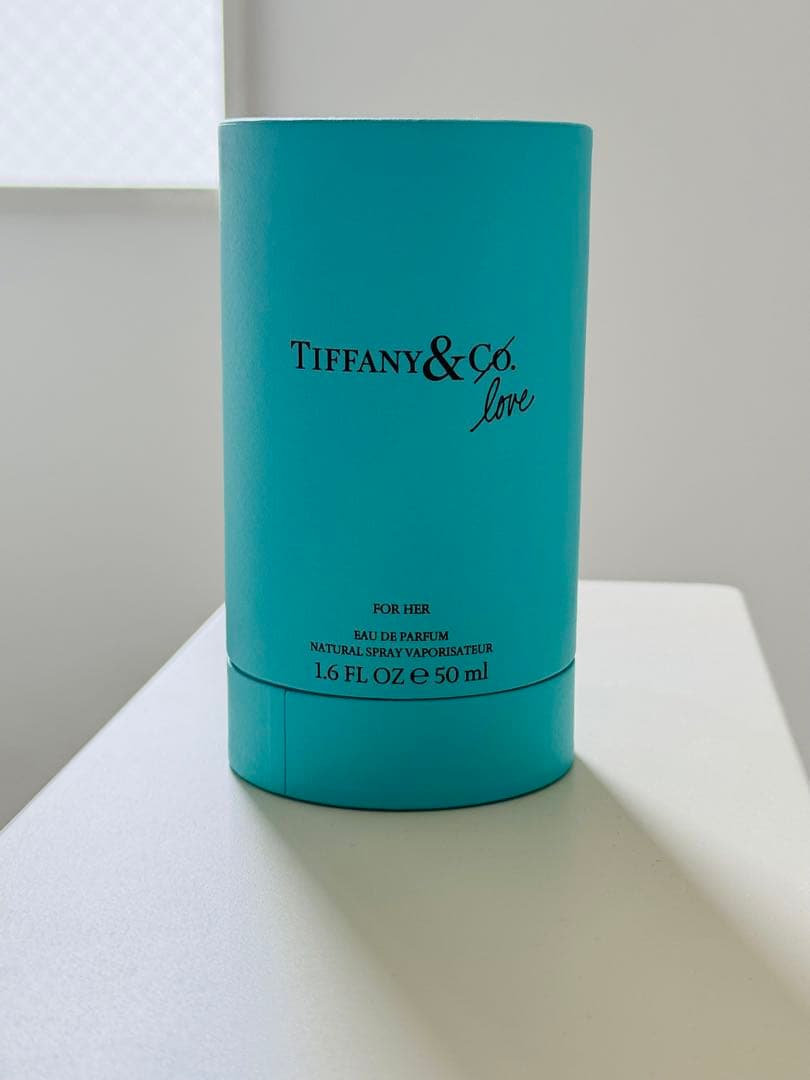 TIFFANY & Co.
love
FOR HER
EAU DE PARFUM
NATURAL SPRAY VAPORISATEUR
1.6 FL OZ ℮ 50 ml